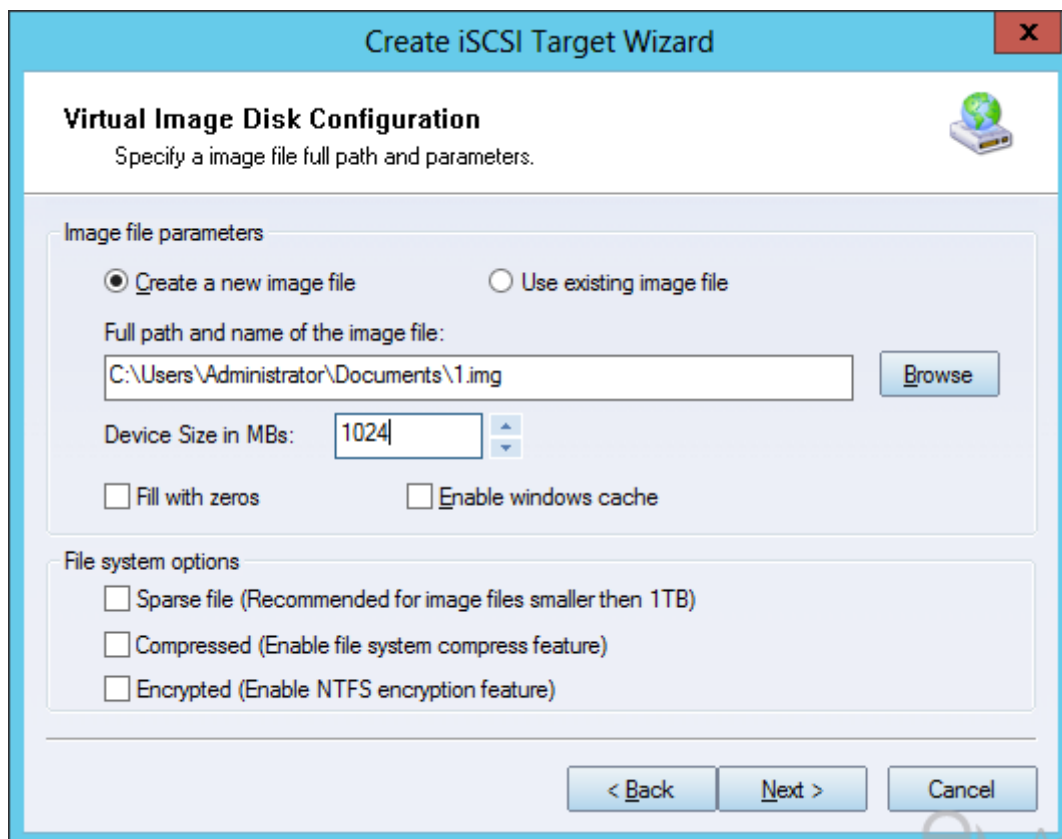 Create iSCSI Target Wizard
x
Virtual Image Disk Configuration
Specify a image file full path and parameters.
Image file parameters
Create a new image file Use existing image file
Full path and name of the image file:
C:\Users\Administrator\Documents\1.img Browse
Device Size in MBs: 1024
Fill with zeros Enable windows cache
File system options
Sparse file (Recommended for image files smaller then 1TB)
Compressed (Enable file system compress feature)
Encrypted (Enable NTFS encryption feature)
< Back Next > Cancel